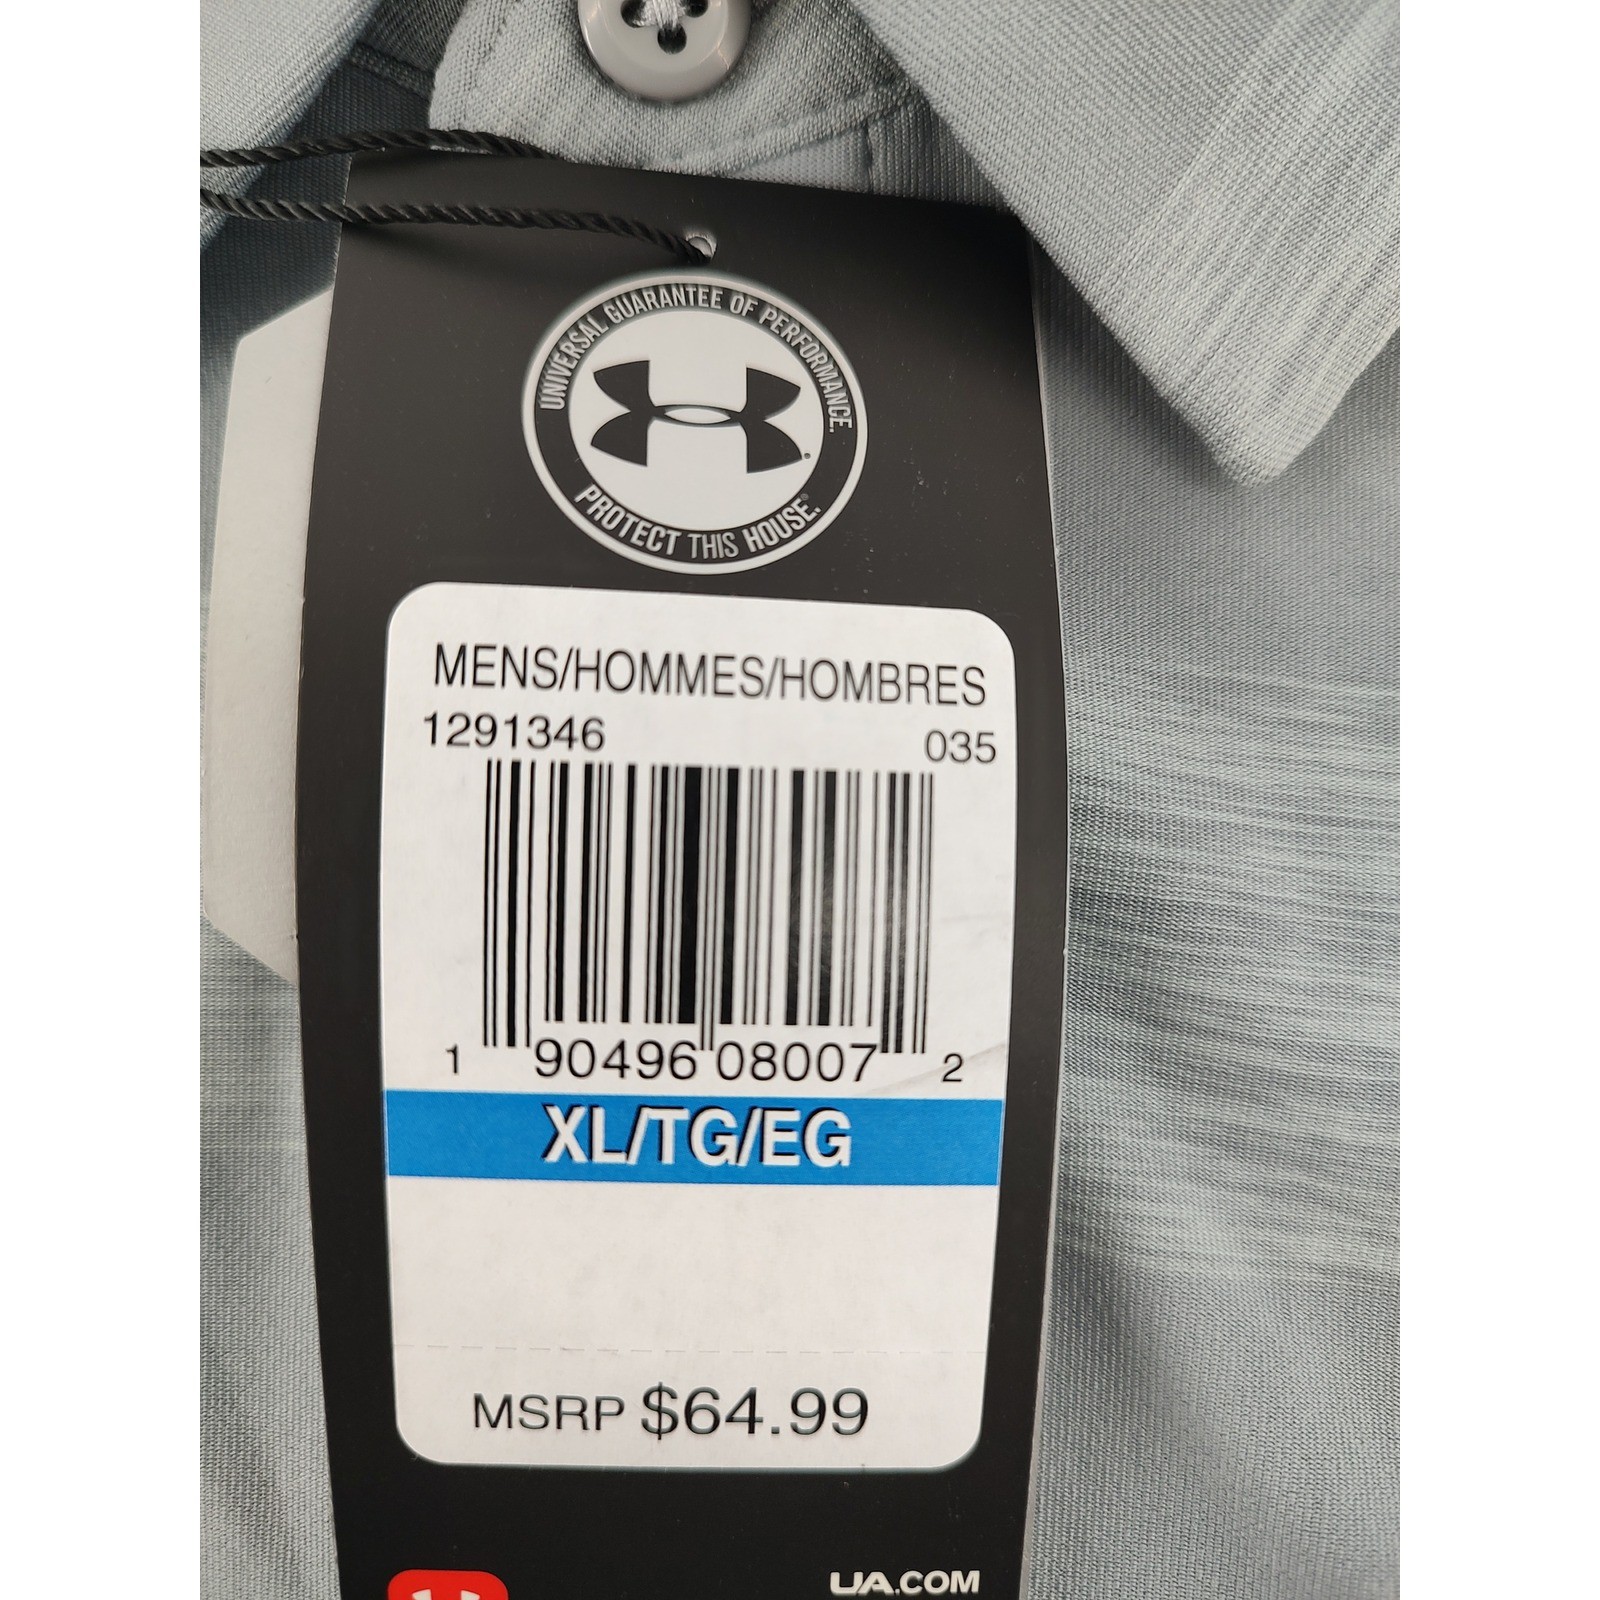 UNIVERSAL GUARANTEE OF PERFORMANCE.
PROTECT THIS HOUSE.®
MENS/HOMMES/HOMBRES
1291346 035
1 90496 08007 2
XL/TG/EG
MSRP $64.99
UA.COM